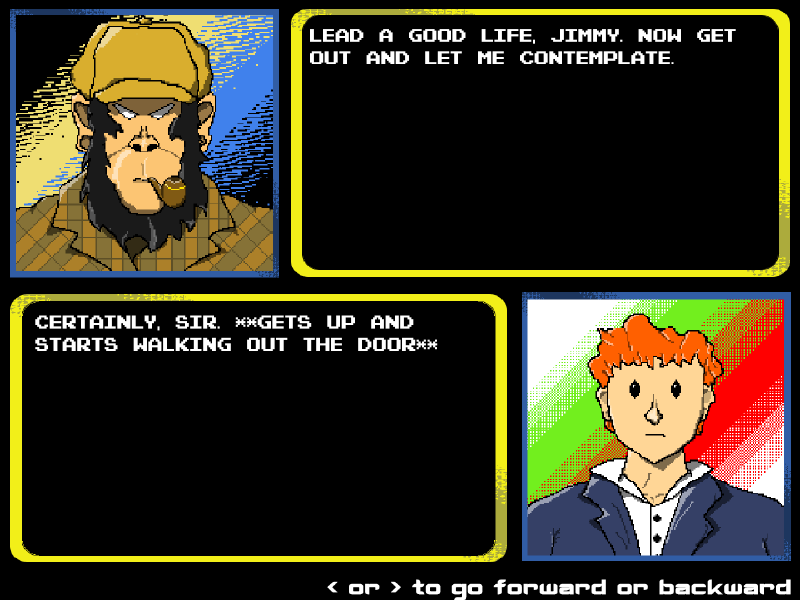 LEAD A GOOD LIFE, JIMMY. NOW GET
OUT AND LET ME CONTEMPLATE.
CERTAINLY, SIR. **GETS UP AND
STARTS WALKING OUT THE DOOR**
< or > to go forward or backward